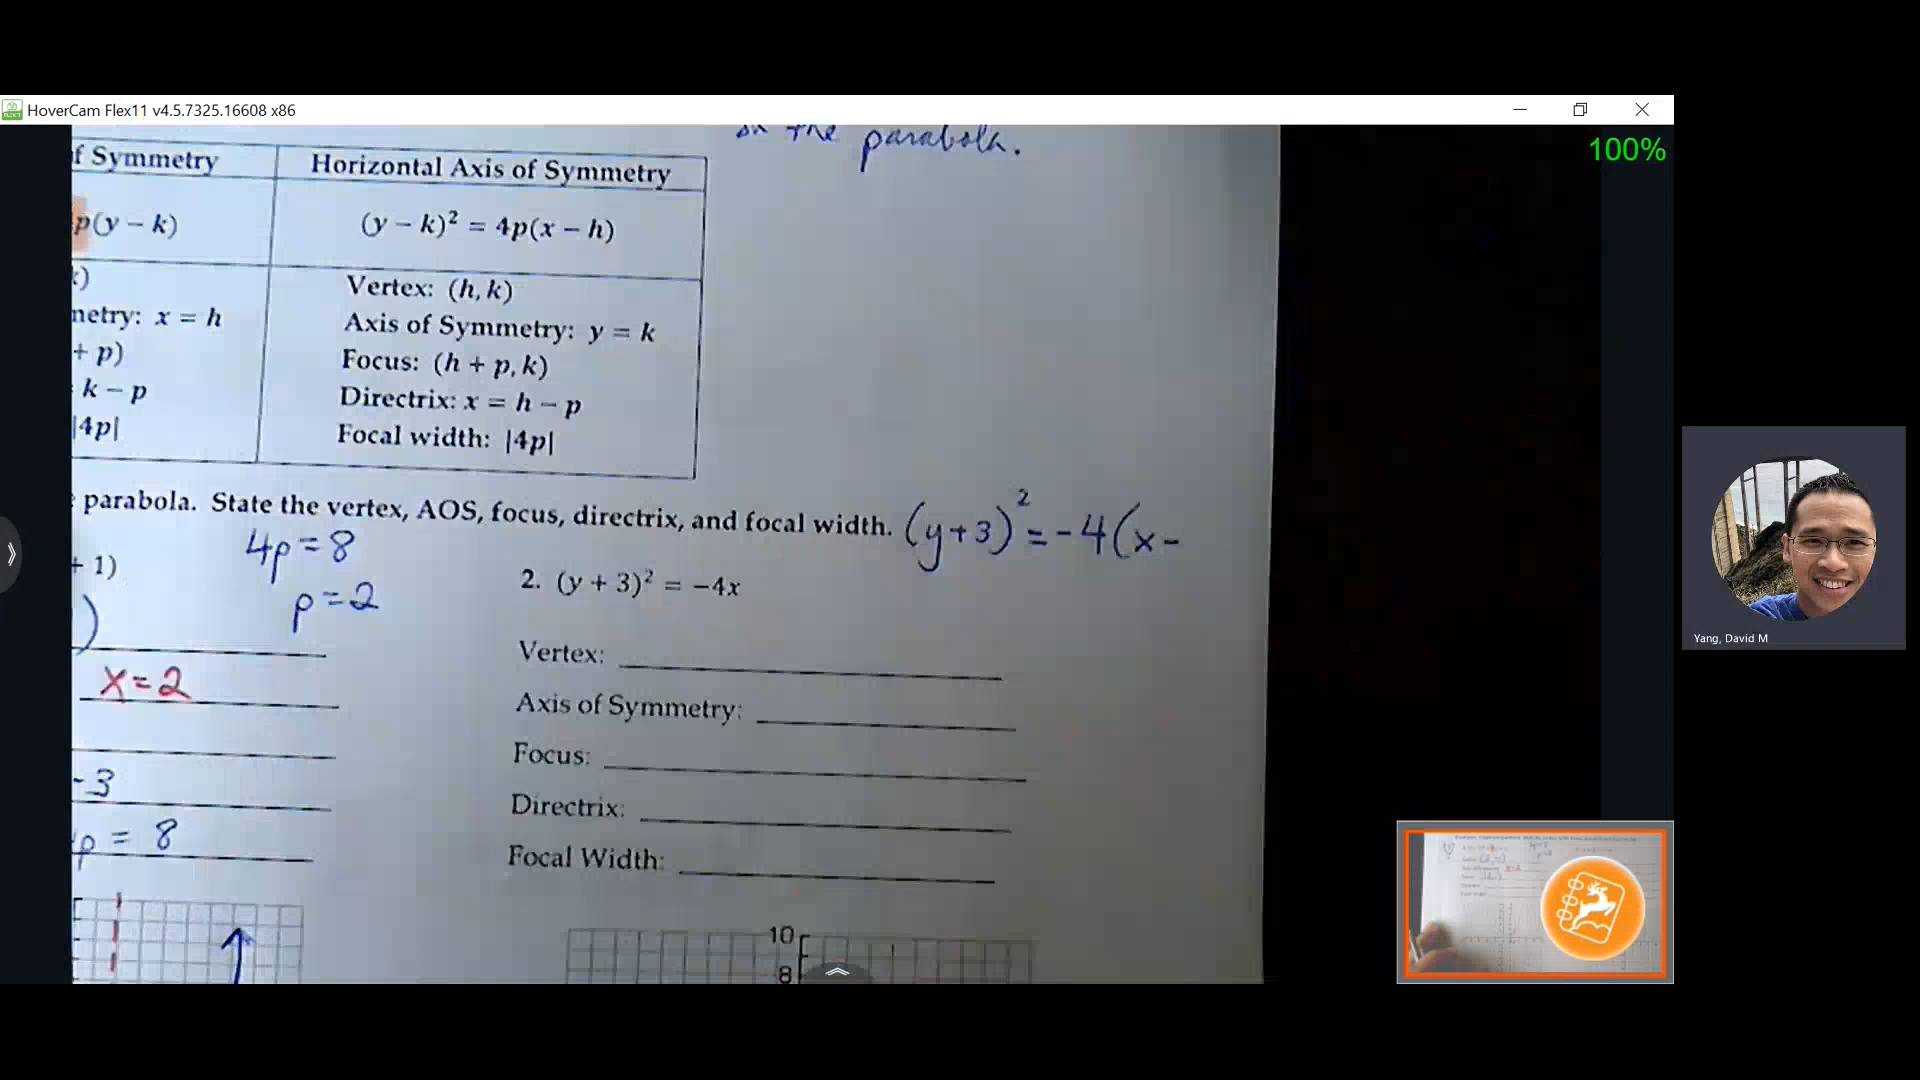 HoverCam Flex11 v4.5.7325.16608 x86
100%
on the parabola.
f Symmetry
Horizontal Axis of Symmetry
p(y − k)
(y − k)² = 4p(x − h)
k)
Vertex: (h, k)
netry: x = h
Axis of Symmetry: y = k
+ p)
Focus: (h + p, k)
: k − p
Directrix: x = h − p
|4p|
Focal width: |4p|
parabola. State the vertex, AOS, focus, directrix, and focal width.
(y+3)² = -4(x-
+ 1)
4p=8
p=2
)
x=2
-3
p = 8
2. (y + 3)² = −4x
Vertex:
Axis of Symmetry:
Focus:
Directrix:
Focal Width:
10
8
Yang, David M